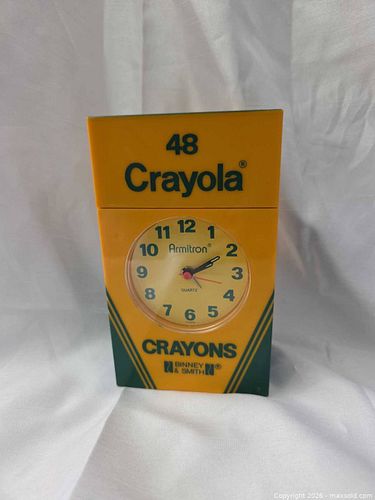 48
Crayola®
12
11 1
10 2
Armitron®
9 3
QUARTZ
8 4
7 5
6
CRAYONS
BINNEY
& SMITH ®
Copyright 2026 - maxsold.com